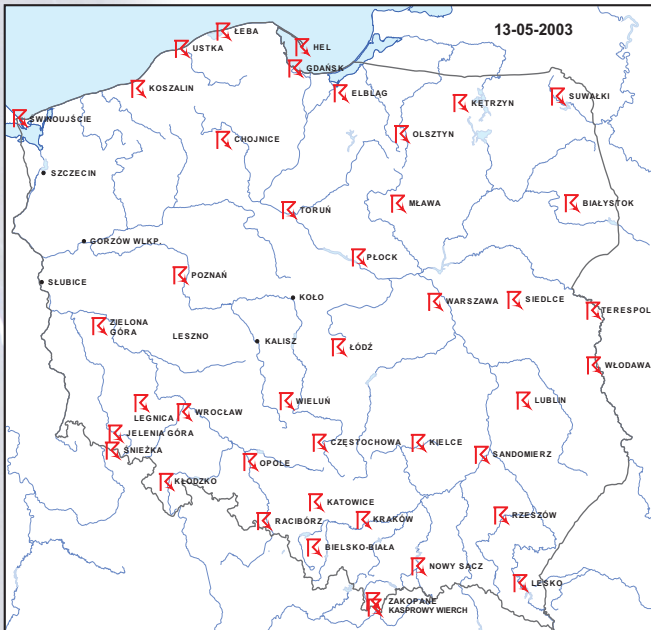 13-05-2003
ŁEBA
USTKA
HEL
GDAŃSK
KOSZALIN
ELBLĄG
KĘTRZYN
SUWAŁKI
ŚWINOUJŚCIE
CHOJNICE
OLSZTYN
SZCZECIN
TORUŃ
MŁAWA
BIAŁYSTOK
GORZÓW WLKP.
PŁOCK
POZNAŃ
SŁUBICE
KOŁO
WARSZAWA
SIEDLCE
TERESPOL
ZIELONA
GÓRA
LESZNO
KALISZ
ŁÓDŹ
WŁODAWA
WIELUŃ
LUBLIN
LEGNICA
WROCŁAW
JELENIA GÓRA
ŚNIEŻKA
CZĘSTOCHOWA
KIELCE
SANDOMIERZ
OPOLE
KŁODZKO
KATOWICE
RACIBÓRZ
KRAKÓW
RZESZÓW
BIELSKO-BIAŁA
NOWY SĄCZ
LESKO
ZAKOPANE
KASPROWY WIERCH